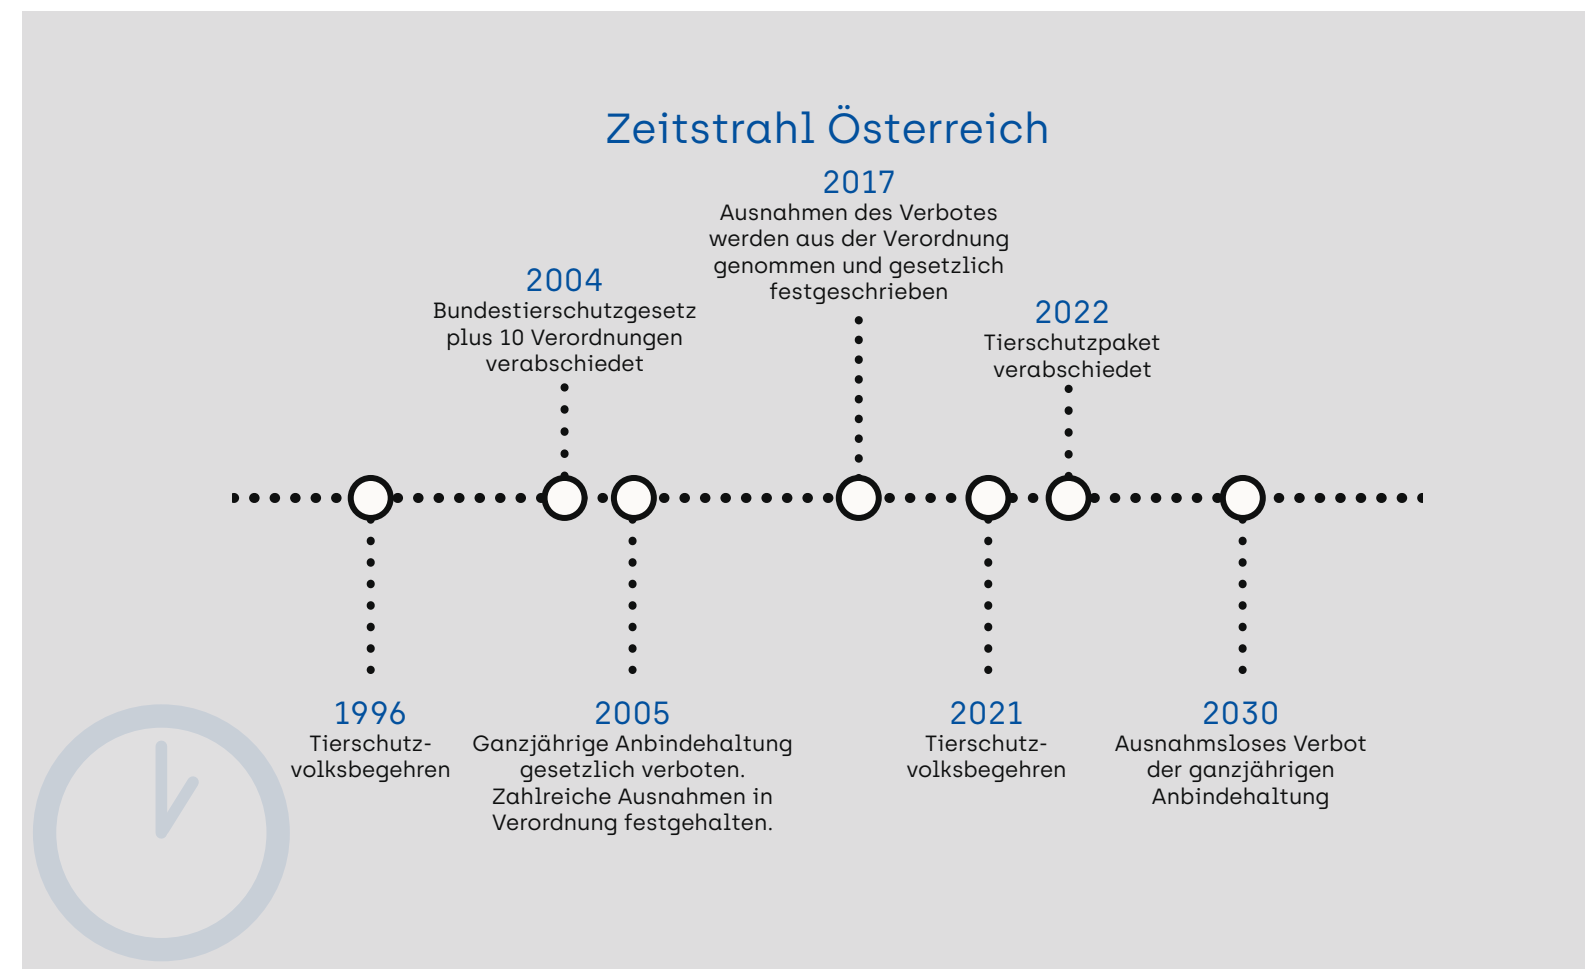 Zeitstrahl Österreich
1996
Tierschutz-
volksbegehren
2004
Bundestierschutzgesetz
plus 10 Verordnungen
verabschiedet
2005
Ganzjährige Anbindehaltung
gesetzlich verboten.
Zahlreiche Ausnahmen in
Verordnung festgehalten.
2017
Ausnahmen des Verbotes
werden aus der Verordnung
genommen und gesetzlich
festgeschrieben
2021
Tierschutz-
volksbegehren
2022
Tierschutzpaket
verabschiedet
2030
Ausnahmsloses Verbot
der ganzjährigen
Anbindehaltung